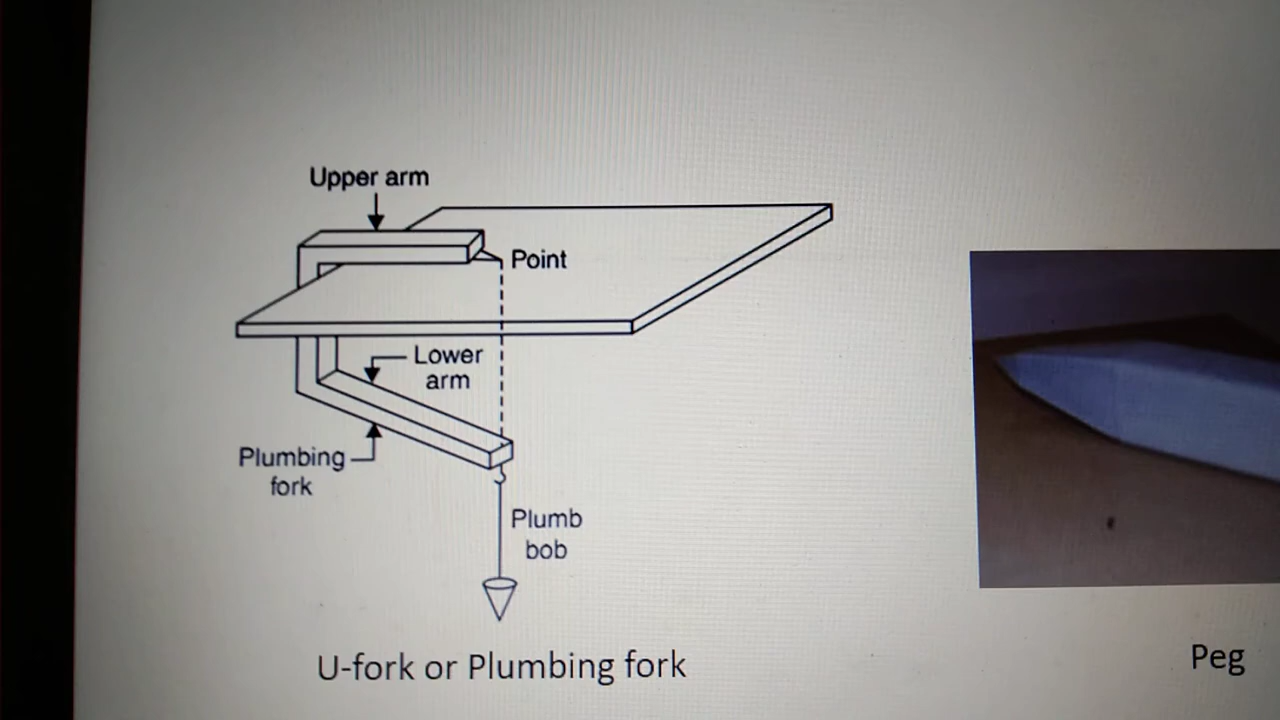 Upper arm
Point
Lower
arm
Plumbing
fork
Plumb
bob
U-fork or Plumbing fork
Peg